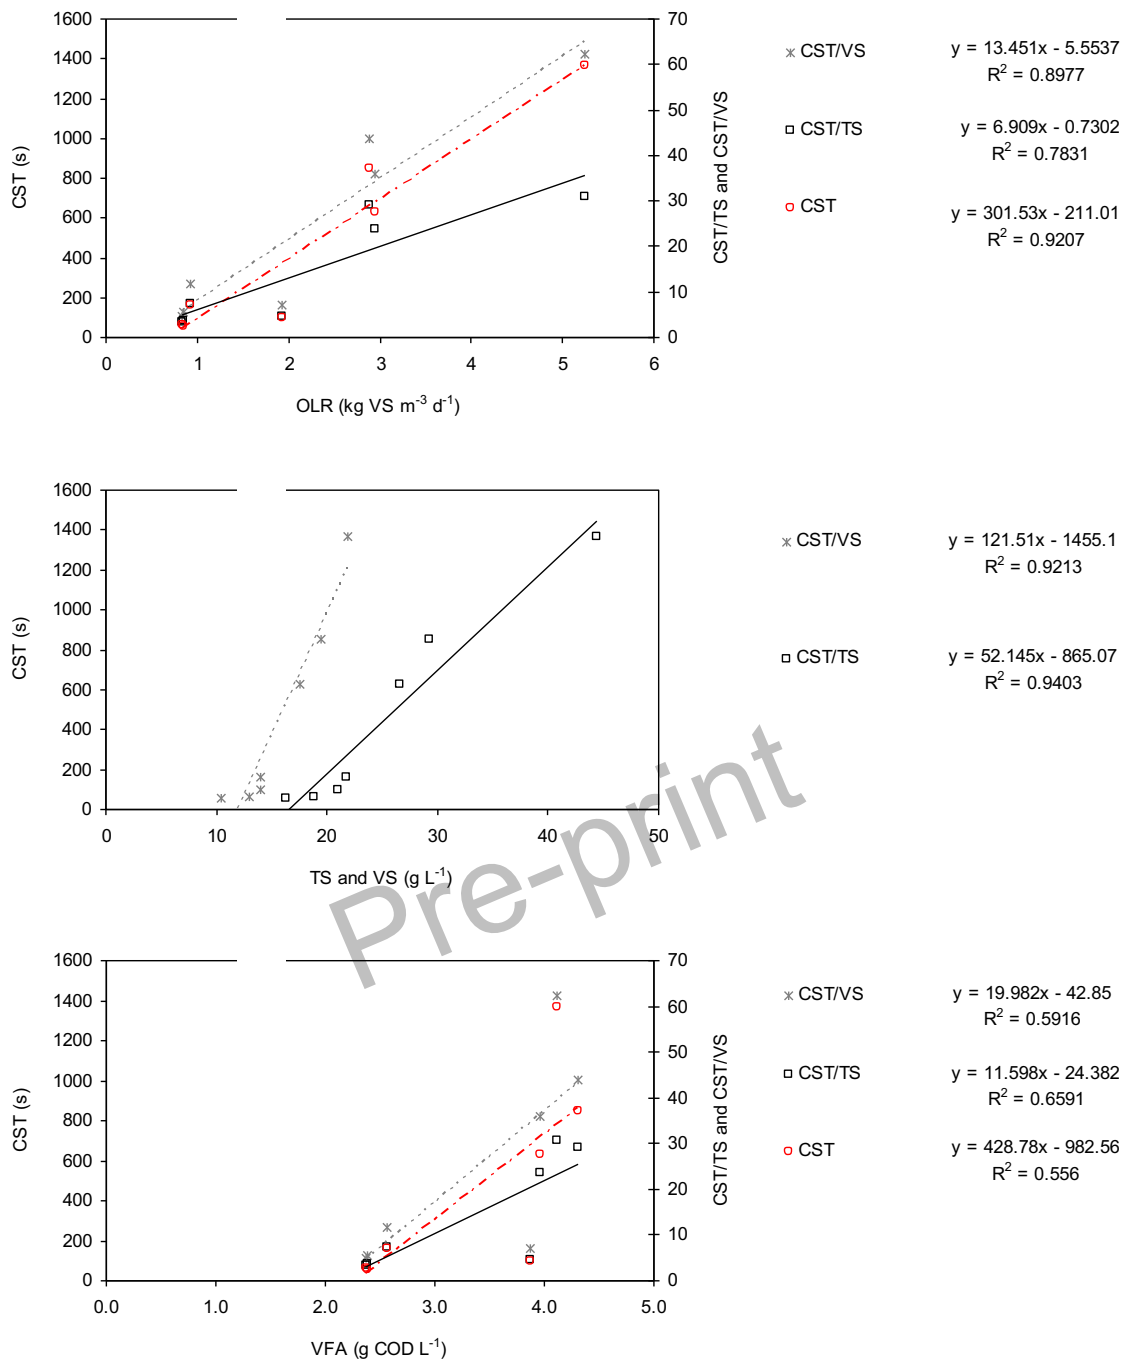 1600
1400
1200
1000
800
600
400
200
0
CST (s)
70
60
50
40
30
20
10
0
CST/TS and CST/VS
0 1 2 3 4 5 6
OLR (kg VS m⁻³ d⁻¹)
CST/VS y = 13.451x - 5.5537
R² = 0.8977
CST/TS y = 6.909x - 0.7302
R² = 0.7831
CST y = 301.53x - 211.01
R² = 0.9207
1600
1400
1200
1000
800
600
400
200
0
CST (s)
0 10 20 30 40 50
TS and VS (g L⁻¹)
CST/VS y = 121.51x - 1455.1
R² = 0.9213
CST/TS y = 52.145x - 865.07
R² = 0.9403
Pre-print
1600
1400
1200
1000
800
600
400
200
0
CST (s)
70
60
50
40
30
20
10
0
CST/TS and CST/VS
0.0 1.0 2.0 3.0 4.0 5.0
VFA (g COD L⁻¹)
CST/VS y = 19.982x - 42.85
R² = 0.5916
CST/TS y = 11.598x - 24.382
R² = 0.6591
CST y = 428.78x - 982.56
R² = 0.556